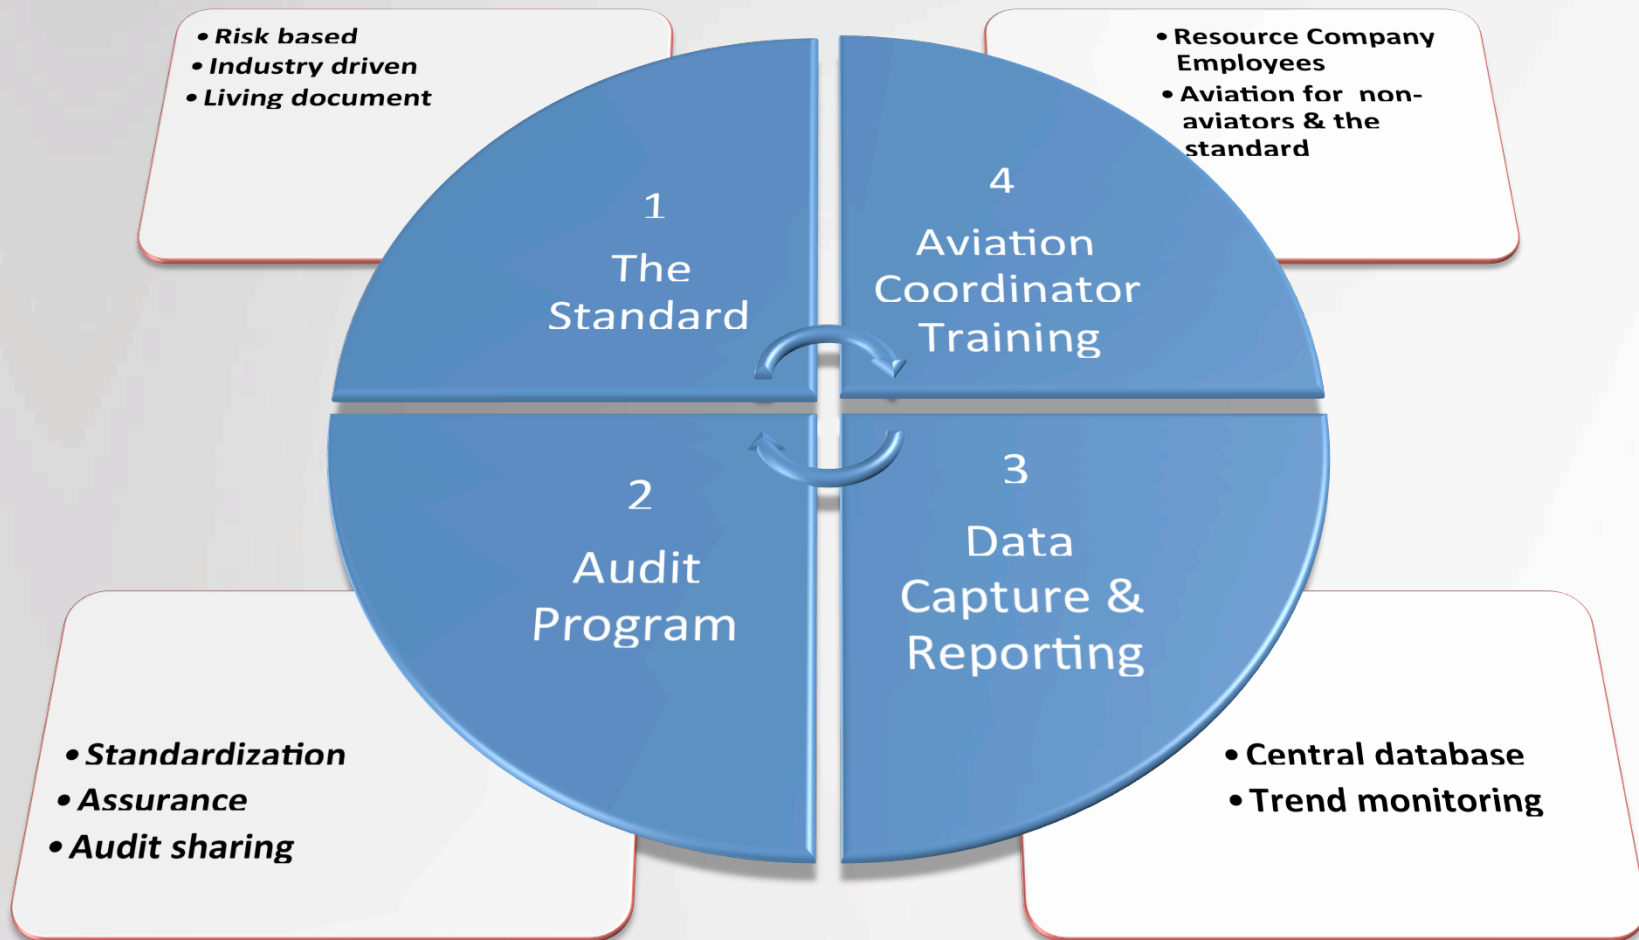 • Risk based
• Industry driven
• Living document
1
The
Standard
• Resource Company
Employees
• Aviation for non-
aviators & the
standard
4
Aviation
Coordinator
Training
2
Audit
Program
• Standardization
• Assurance
• Audit sharing
3
Data
Capture &
Reporting
• Central database
• Trend monitoring